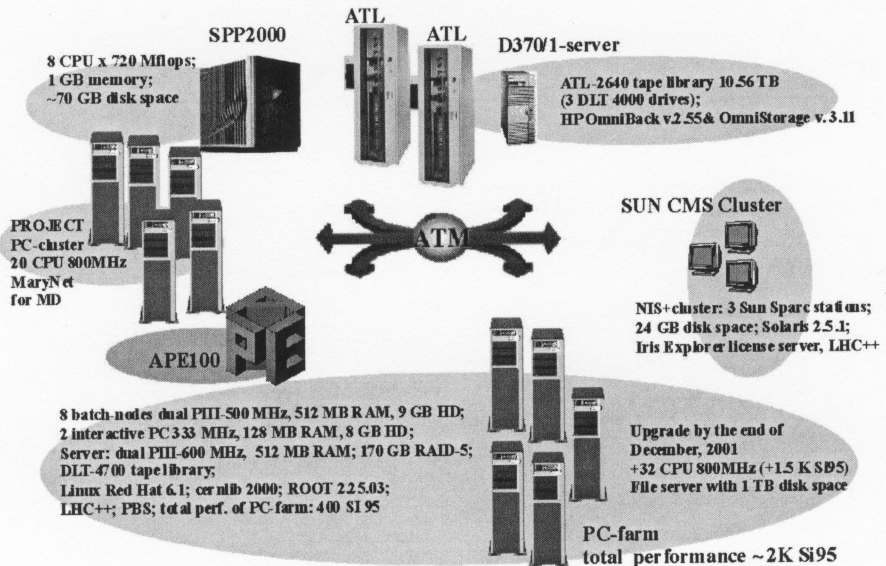 ATL
SPP2000
ATL
D370/1-server
8 CPU x 720 Mflops;
1 GB memory;
~70 GB disk space
ATL-2640 tape library 10.56 TB
(3 DLT 4000 drives);
HP OmniBack v.2.55 & OmniStorage v. 3.11
PROJECT
PC-cluster
20 CPU 800MHz
MaryNet
for MD
ATM
SUN CMS Cluster
NIS+cluster: 3 Sun Sparc stations;
24 GB disk space; Solaris 2.5.1;
Iris Explorer license server, LHC++
APE100
8 batch-nodes dual PIII-500 MHz, 512 MB RAM, 9 GB HD;
2 interactive PC 333 MHz, 128 MB RAM, 8 GB HD;
Server: dual PIII-600 MHz, 512 MB RAM; 170 GB RAID-5;
DLT-4700 tape library;
Linux Red Hat 6.1; cernlib 2000; ROOT 2.25.03;
LHC++; PBS; total perf. of PC-farm: 400 SI 95
Upgrade by the end of
December, 2001
+32 CPU 800MHz (+1.5 K Si95)
File server with 1 TB disk space
PC-farm
total performance ~2K Si95